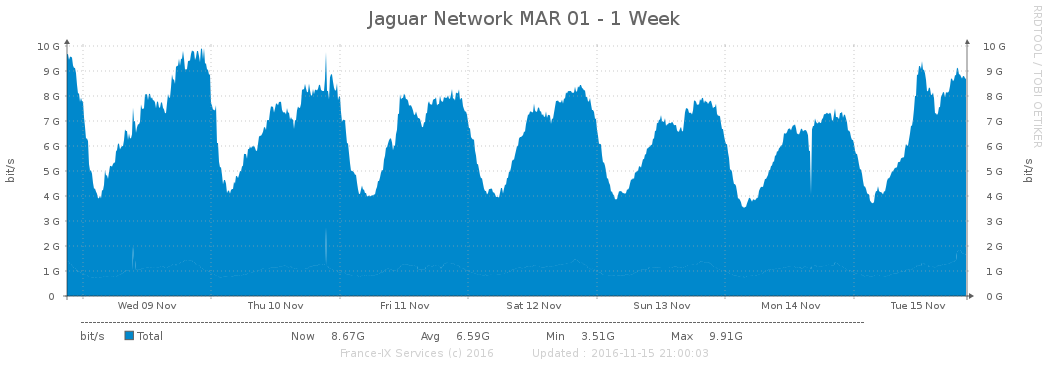 Jaguar Network MAR 01 - 1 Week
RRDTOOL / TOBI OETIKER
10 G 10 G
9 G 9 G
8 G 8 G
7 G 7 G
6 G 6 G
5 G 5 G
4 G 4 G
3 G 3 G
2 G 2 G
1 G 1 G
0 0 G
bit/s bit/s
Wed 09 Nov Thu 10 Nov Fri 11 Nov Sat 12 Nov Sun 13 Nov Mon 14 Nov Tue 15 Nov
bit/s Total Now 8.67G Avg 6.59G Min 3.51G Max 9.91G
France-IX Services (c) 2016 Updated : 2016-11-15 21:00:03